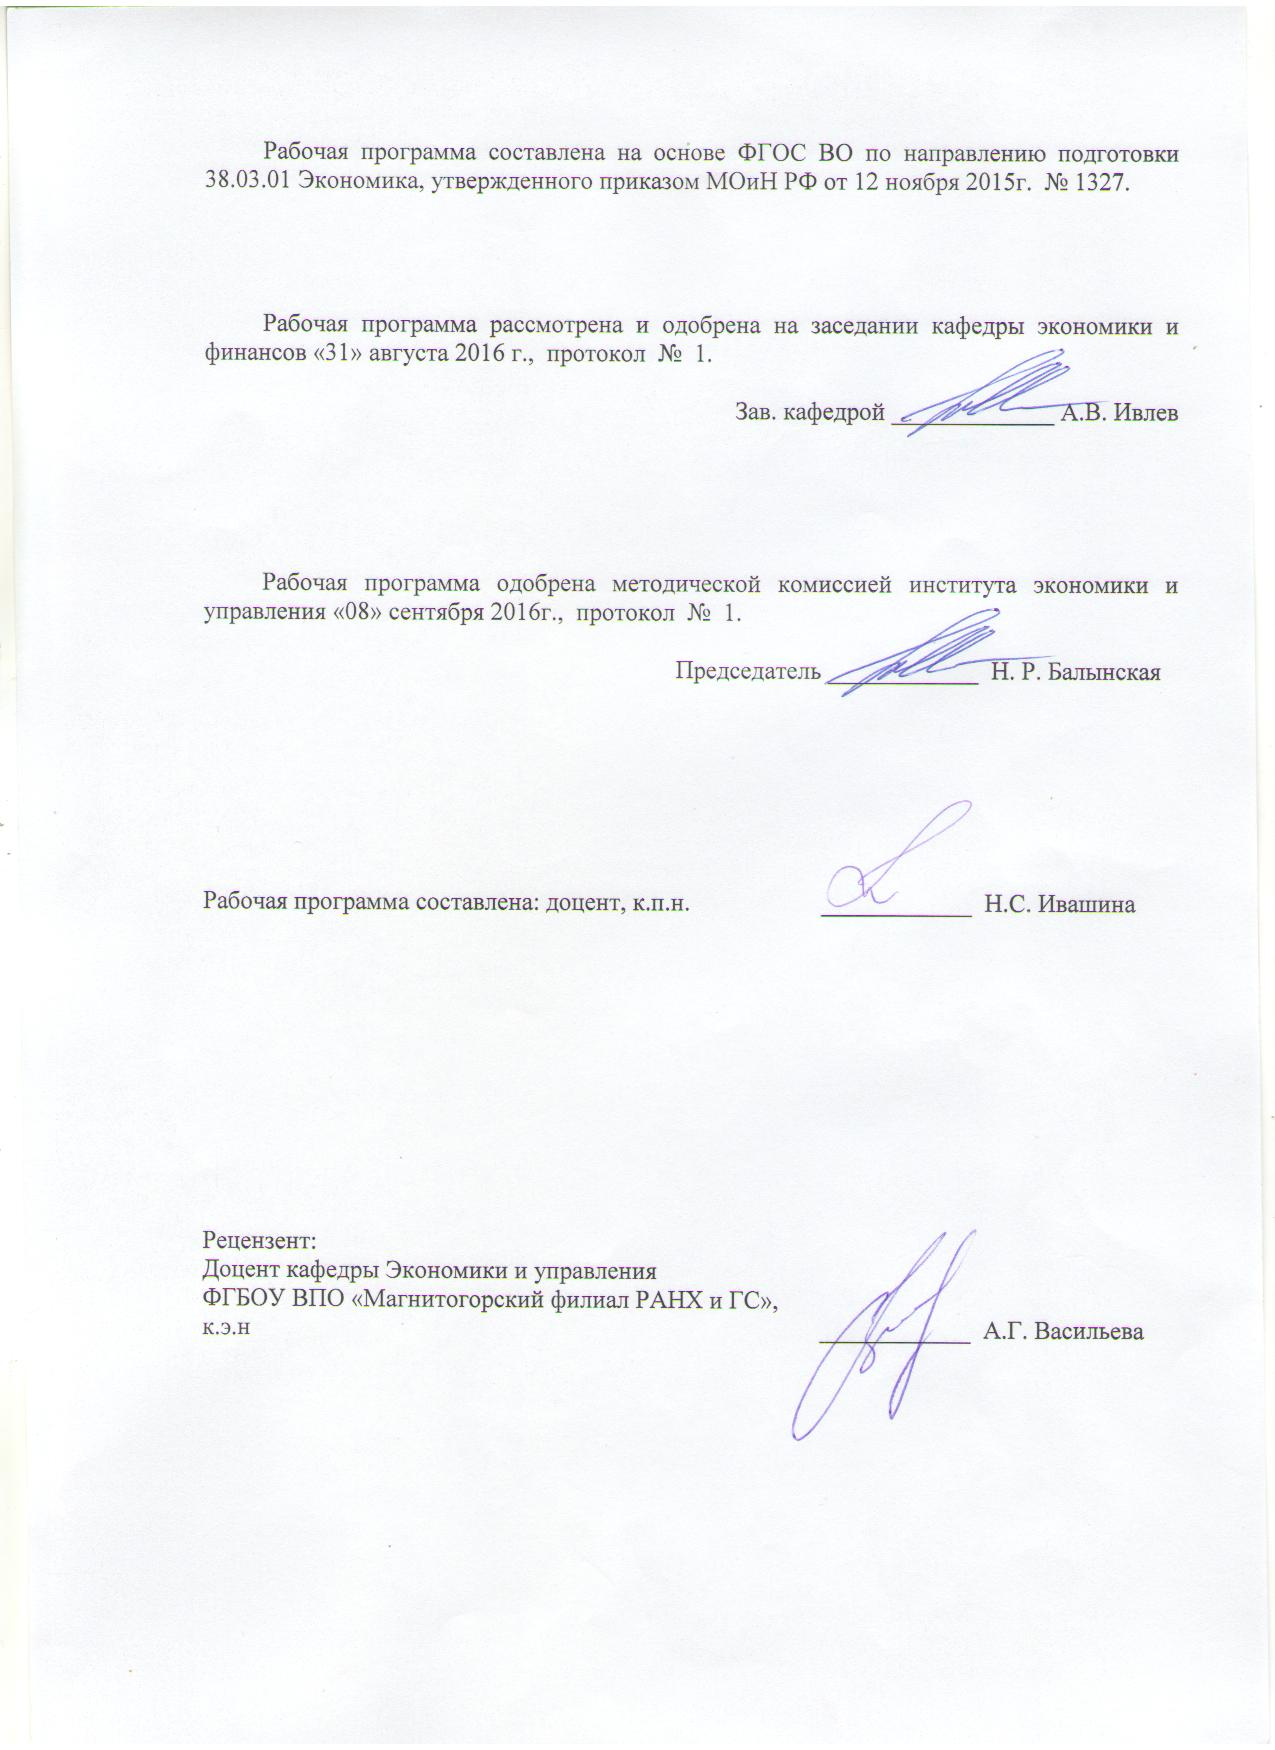 Рабочая программа составлена на основе ФГОС ВО по направлению подготовки
38.03.01 Экономика, утвержденного приказом МОиН РФ от 12 ноября 2015г. № 1327.
Рабочая программа рассмотрена и одобрена на заседании кафедры экономики и
финансов «31» августа 2016 г., протокол № 1.
Зав. кафедрой _____________ А.В. Ивлев
Рабочая программа одобрена методической комиссией института экономики и
управления «08» сентября 2016г., протокол № 1.
Председатель ____________ Н. Р. Балынская
Рабочая программа составлена: доцент, к.п.н. ____________ Н.С. Ивашина
Рецензент:
Доцент кафедры Экономики и управления
ФГБОУ ВПО «Магнитогорский филиал РАНХ и ГС»,
к.э.н ____________ А.Г. Васильева